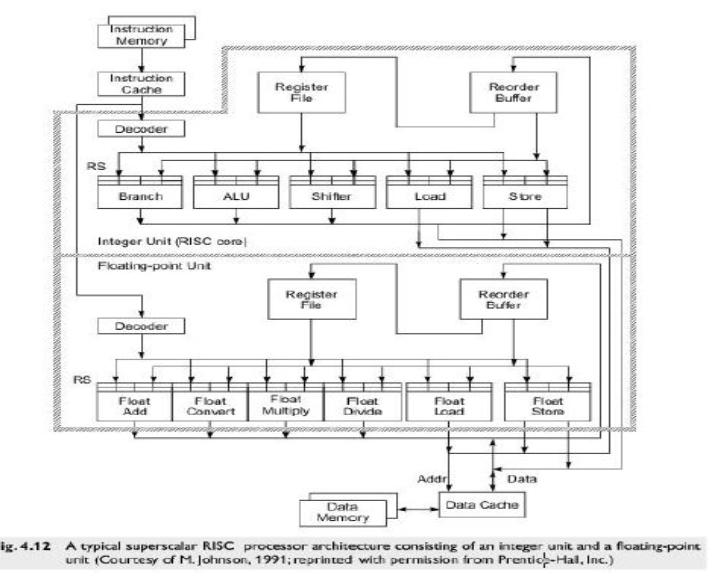 Instruction
Memory
Instruction
Cache
Register
File
Reorder
Buffer
Decoder
RS
Branch
ALU
Shifter
Load
Store
Integer Unit (RISC core)
Floating-point Unit
Register
File
Reorder
Buffer
Decoder
RS
Float
Add
Float
Convert
Float
Multiply
Float
Divide
Float
Load
Float
Store
Addr
Data
Data
Memory
Data Cache
ig. 4.12 A typical superscalar RISC processor architecture consisting of an integer unit and a floating-point
unit (Courtesy of M. Johnson, 1991; reprinted with permission from Prentice-Hall, Inc.)